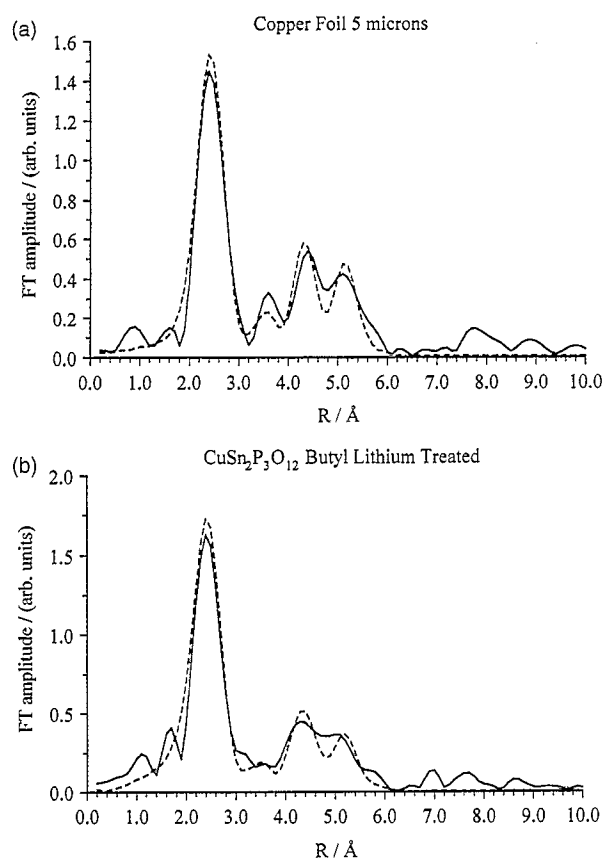 (a)
Copper Foil 5 microns
FT amplitude / (arb. units)
1.6
1.4
1.2
1.0
0.8
0.6
0.4
0.2
0.0
0.0 1.0 2.0 3.0 4.0 5.0 6.0 7.0 8.0 9.0 10.0
R / Å
(b)
CuSn₂P₃O₁₂ Butyl Lithium Treated
FT amplitude / (arb. units)
2.0
1.5
1.0
0.5
0.0
0.0 1.0 2.0 3.0 4.0 5.0 6.0 7.0 8.0 9.0 10.0
R / Å